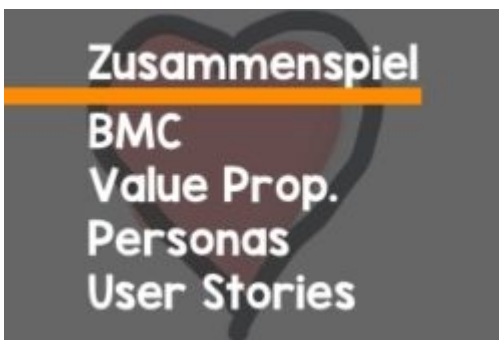 Zusammenspiel
BMC
Value Prop.
Personas
User Stories